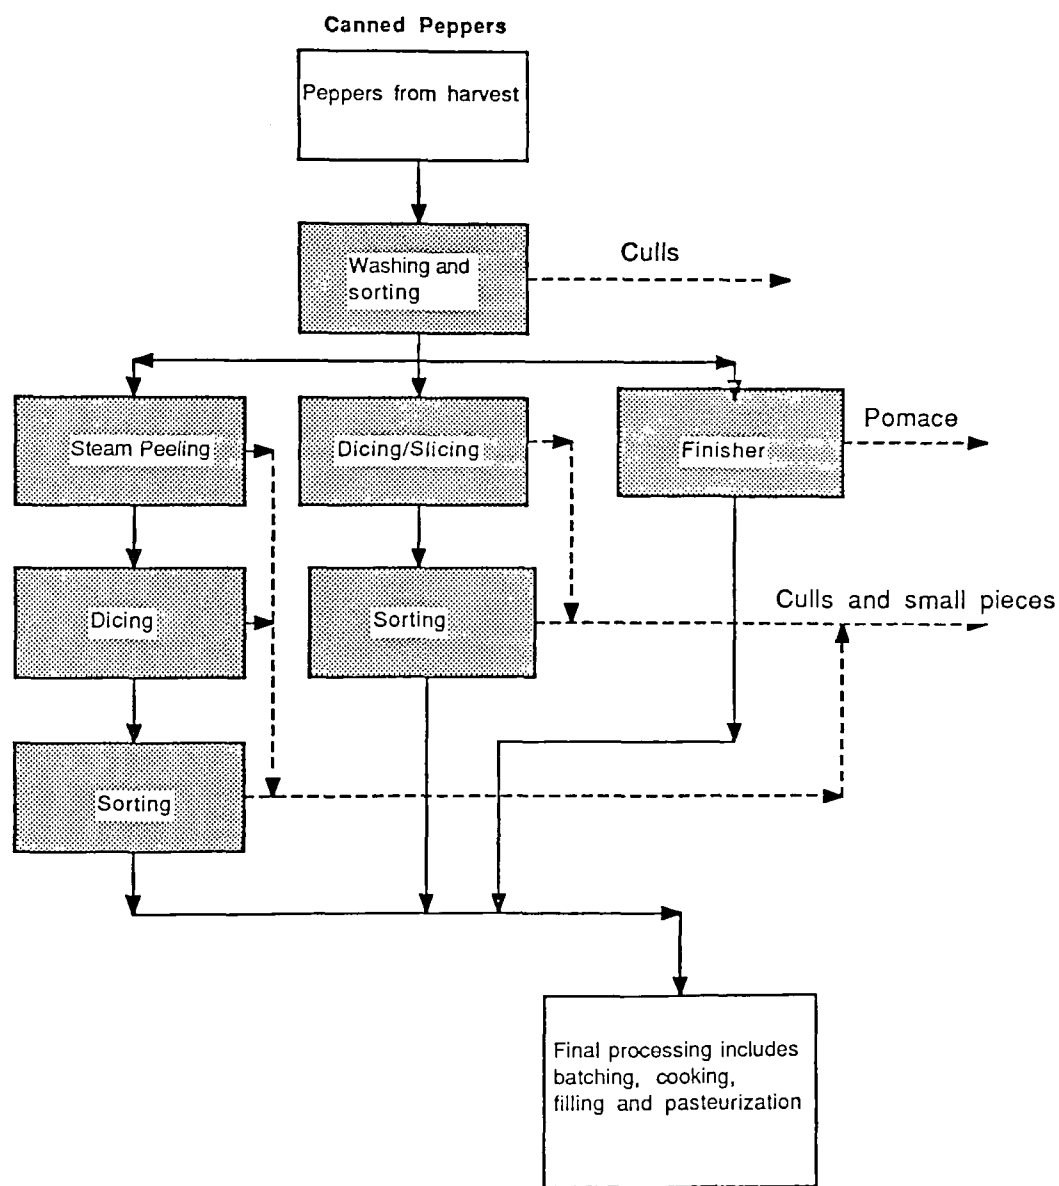 Canned Peppers
Peppers from harvest
Washing and
sorting
Culls
Steam Peeling
Dicing/Slicing
Finisher
Pomace
Dicing
Sorting
Culls and small pieces
Sorting
Final processing includes
batching, cooking,
filling and pasteurization